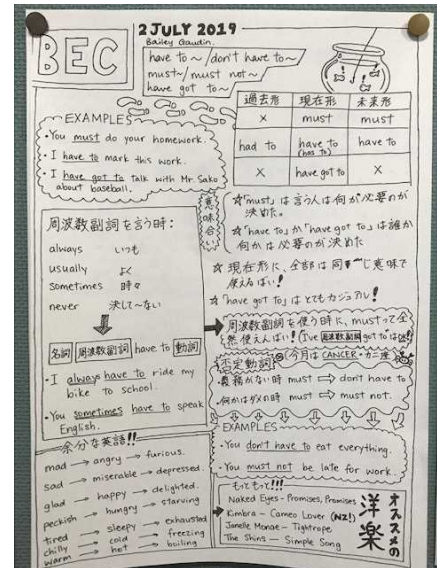 BEC
2 JULY 2019
Bailey Gaudin.
have to ~ / don't have to ~
must ~ / must not ~
have got to ~
EXAMPLES
・You must do your homework.
・I have to mark this work.
・I have got to talk with Mr. Sako
about baseball.
過去形 現在形 未来形
× must must
had to have to (has to) have to
× have got to ×
意味合い
☆"must"は言う人は何が必要のが
決めた。
☆"have to"か"have got to"は誰か
何かは必要のが決めた
☆ 現在形に、全部は同じ意味で
使えるばい!
☆"have got to"はとてもカジュアル!
周波数副詞を言う時:
always いつも
usually よく
sometimes 時々
never 決して~ない
名詞 周波数副詞 have to 動詞
・I always have to ride my
bike to school.
・You sometimes have to speak
English.
周波数副詞を使う時に、mustって全
然使えんばい! (I've 周波数副詞 got to"はOK!)
否定動詞 (今月はCANCER・カニ座)
・義務がない時 must ⇨ don't have to
・何かはダメの時 must ⇨ must not.
EXAMPLES
・You don't have to eat everything.
・You must not be late for work.
余分な英語!!
mad → angry → furious.
sad → miserable → depressed.
glad → happy → delighted.
peckish → hungry → starving
tired → sleepy → exhausted
chilly → cold → freezing
warm → hot → boiling
もっともっと!!!
Naked Eyes - Promises, Promises
Kimbra - Cameo Lover (NZ!)
Janelle Monae - Tightrope
The Shins - Simple Song
オススメの
洋楽